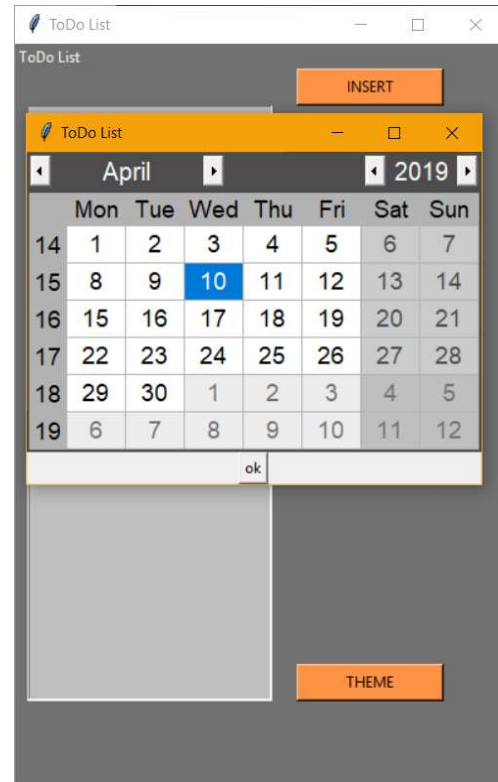 ToDo List
ToDo List
INSERT
ToDo List
April 2019
Mon Tue Wed Thu Fri Sat Sun
14 1 2 3 4 5 6 7
15 8 9 10 11 12 13 14
16 15 16 17 18 19 20 21
17 22 23 24 25 26 27 28
18 29 30 1 2 3 4 5
19 6 7 8 9 10 11 12
ok
THEME